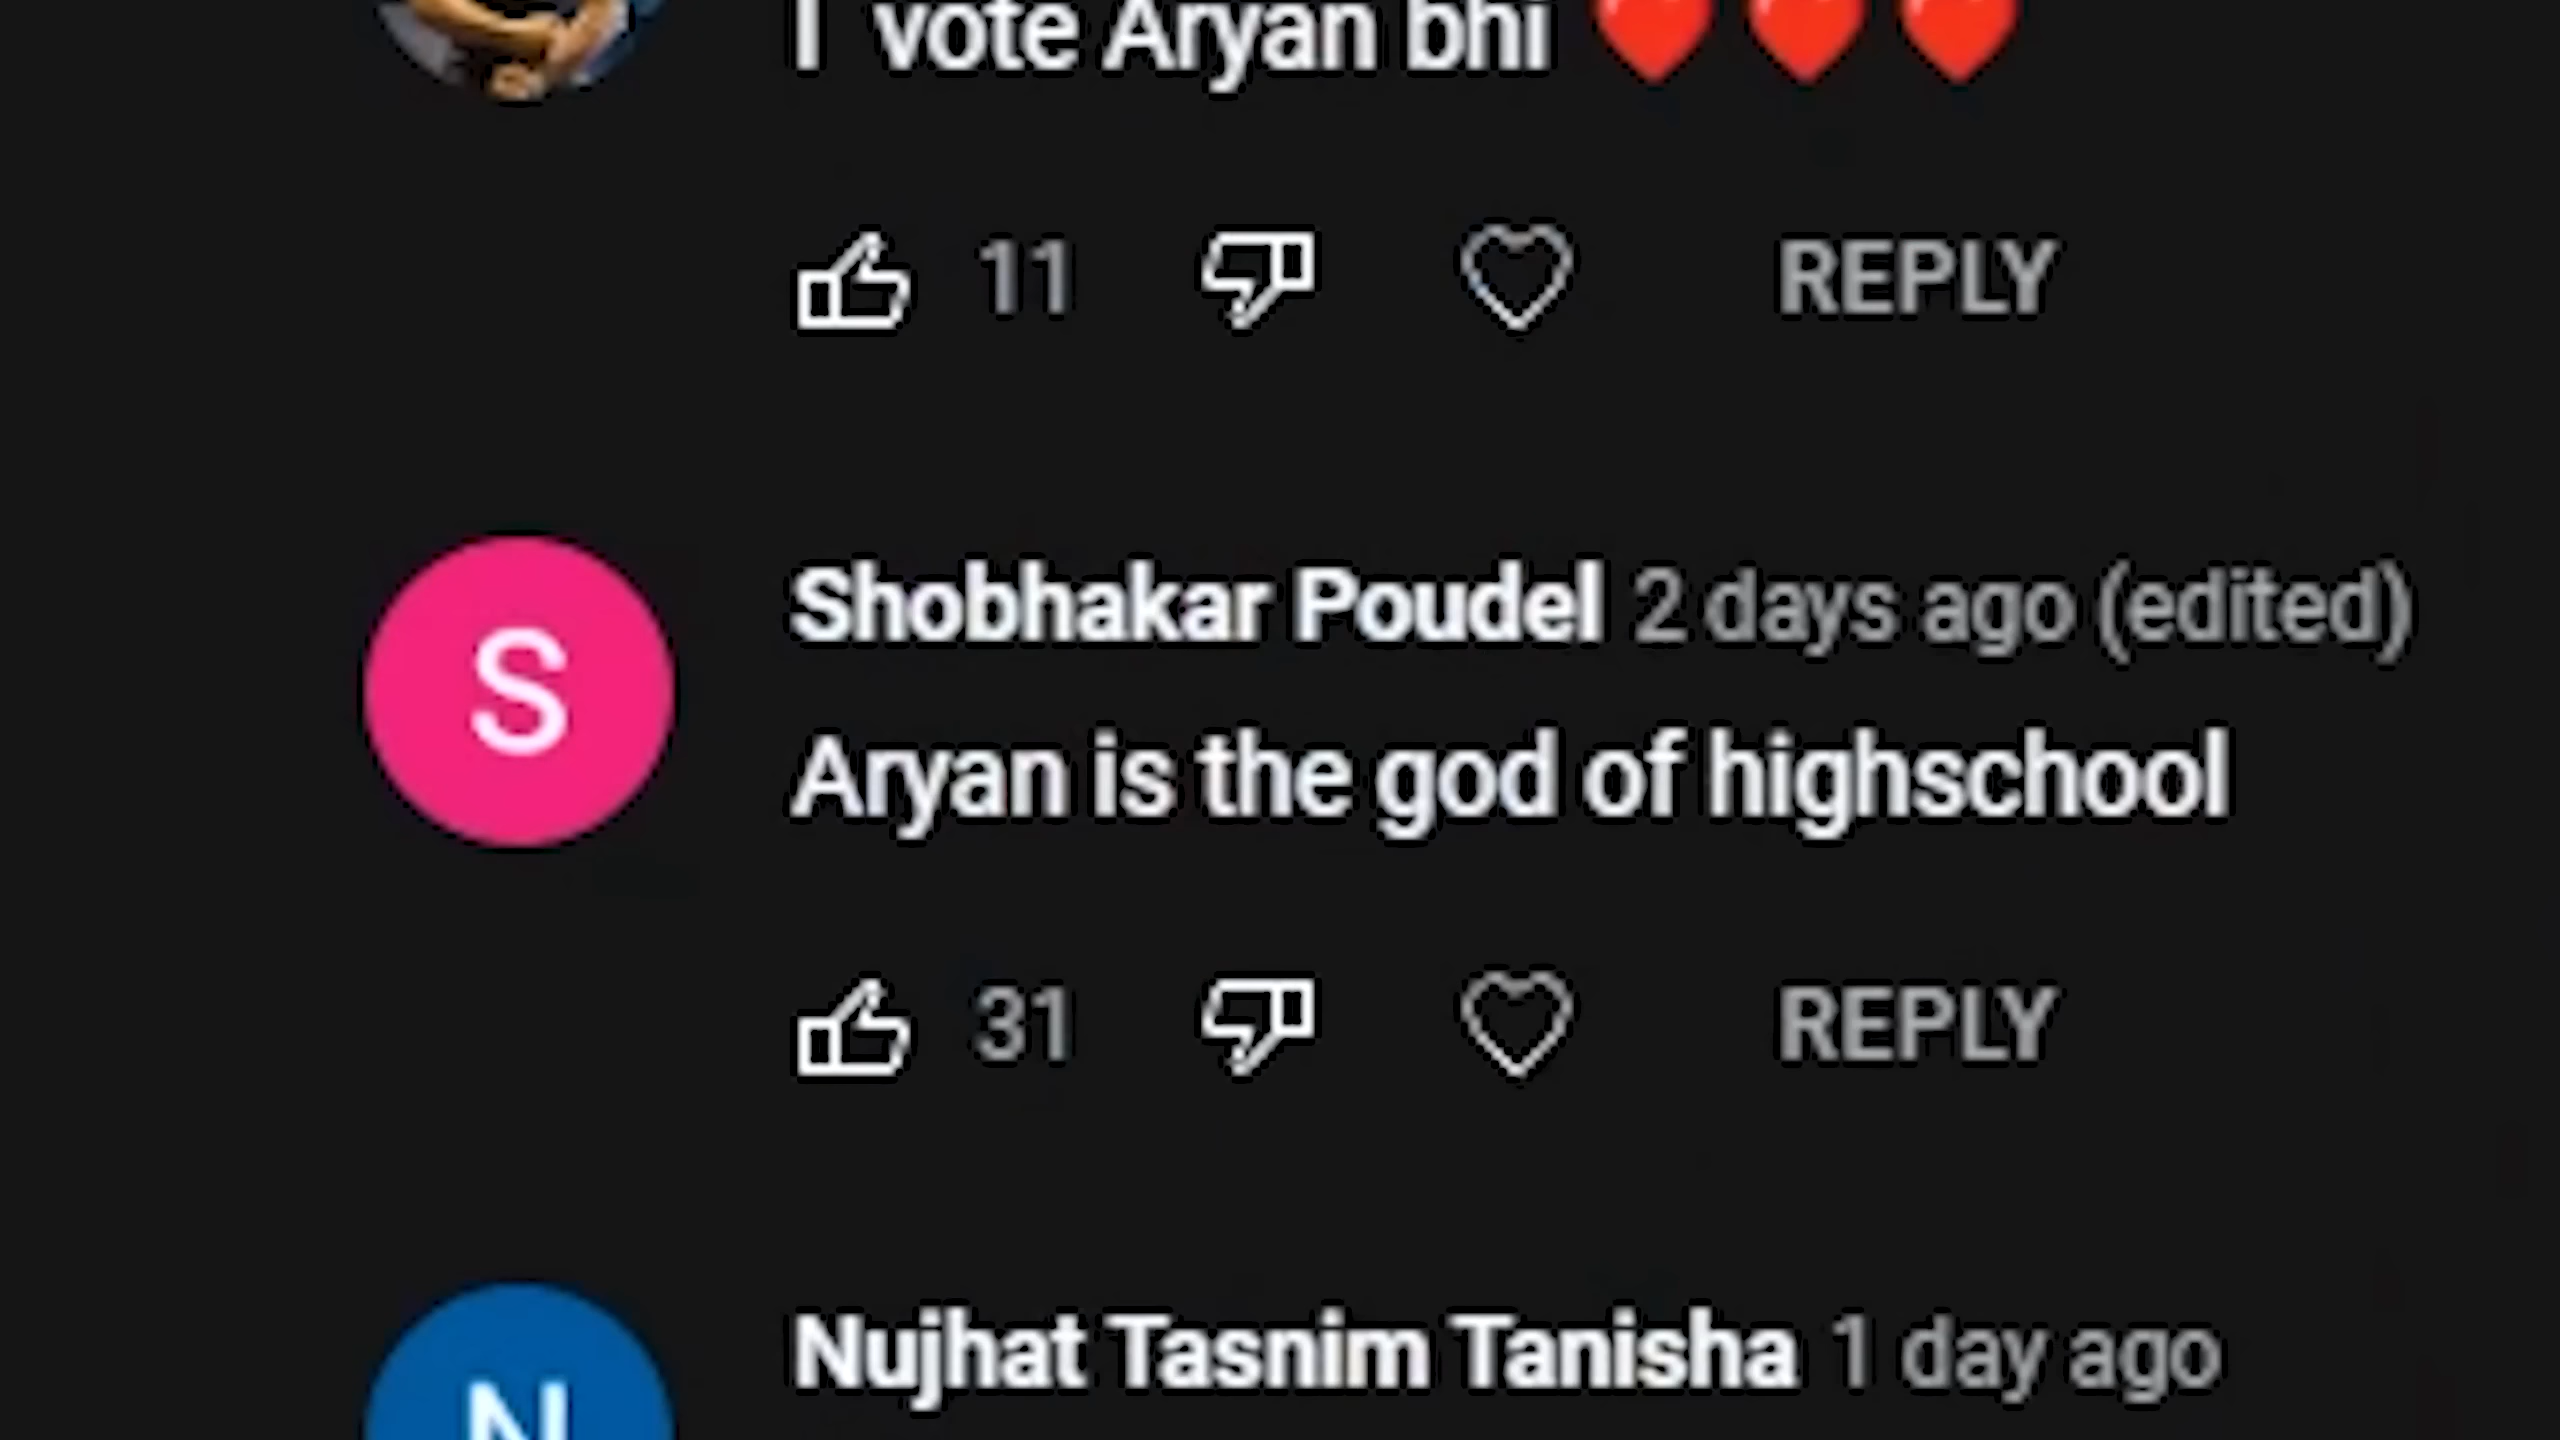 I vote Aryan bhi ♥️♥️♥️
11 REPLY
S
Shobhakar Poudel 2 days ago (edited)
Aryan is the god of highschool
31 REPLY
N
Nujhat Tasnim Tanisha 1 day ago